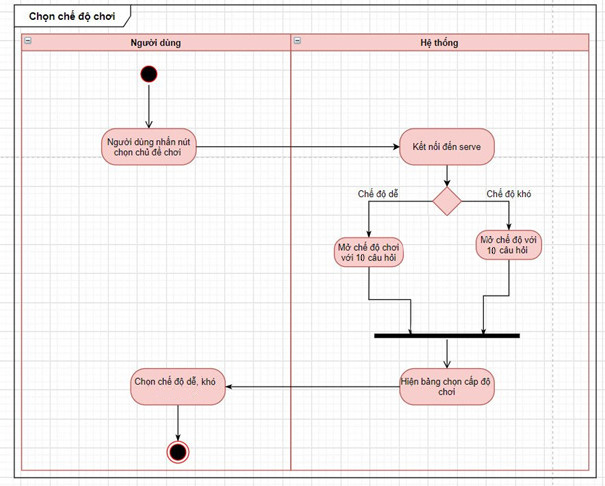 Chọn chế độ chơi
Người dùng
Hệ thống
Người dùng nhấn nút
chọn chủ đề chơi
Kết nối đến serve
Chế độ dễ
Chế độ khó
Mở chế độ chơi
với 10 câu hỏi
Mở chế độ với
10 câu hỏi
Chọn chế độ dễ, khó
Hiện bảng chọn cấp độ
chơi